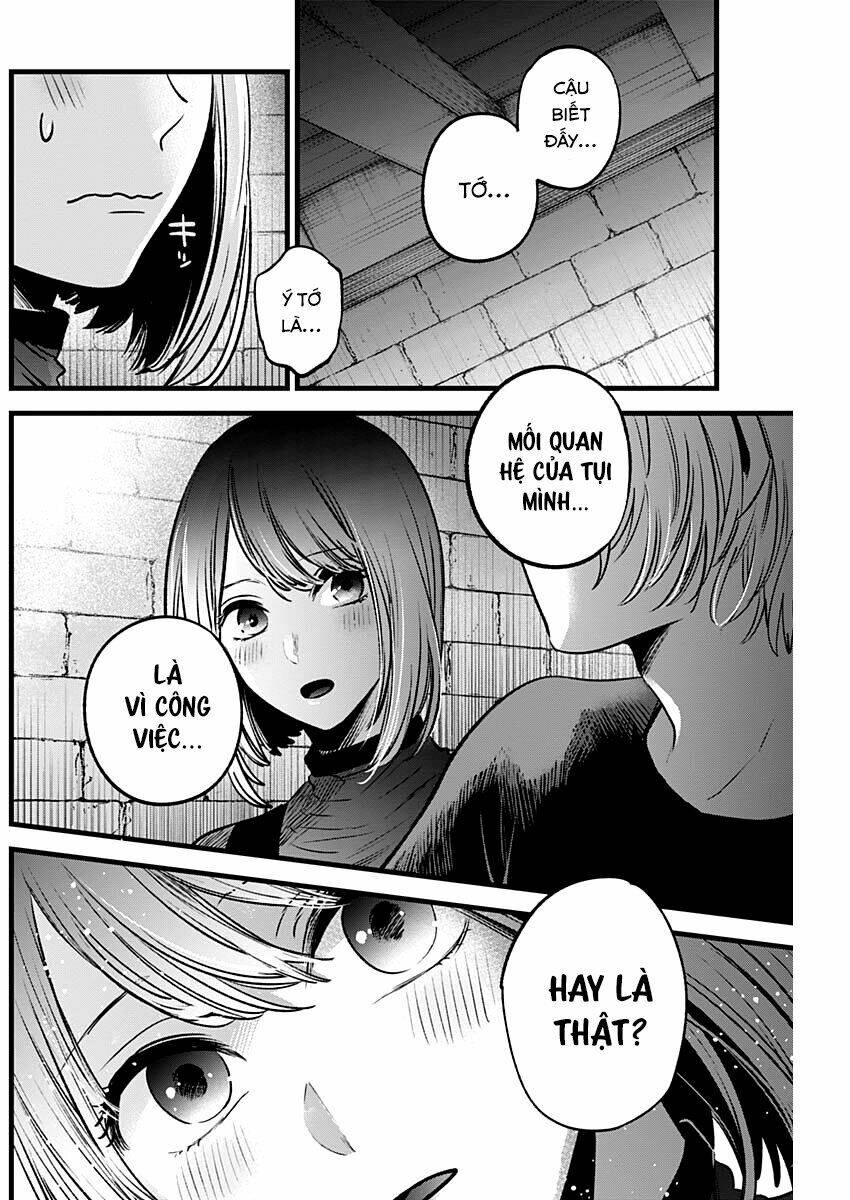 CẬU
BIẾT
ĐẤY...
TỚ...
Ý TỚ
LÀ...
キュッ
MỐI QUAN
HỆ CỦA TỤI
MÌNH...
LÀ
VÌ CÔNG
VIỆC...
HAY LÀ
THẬT?